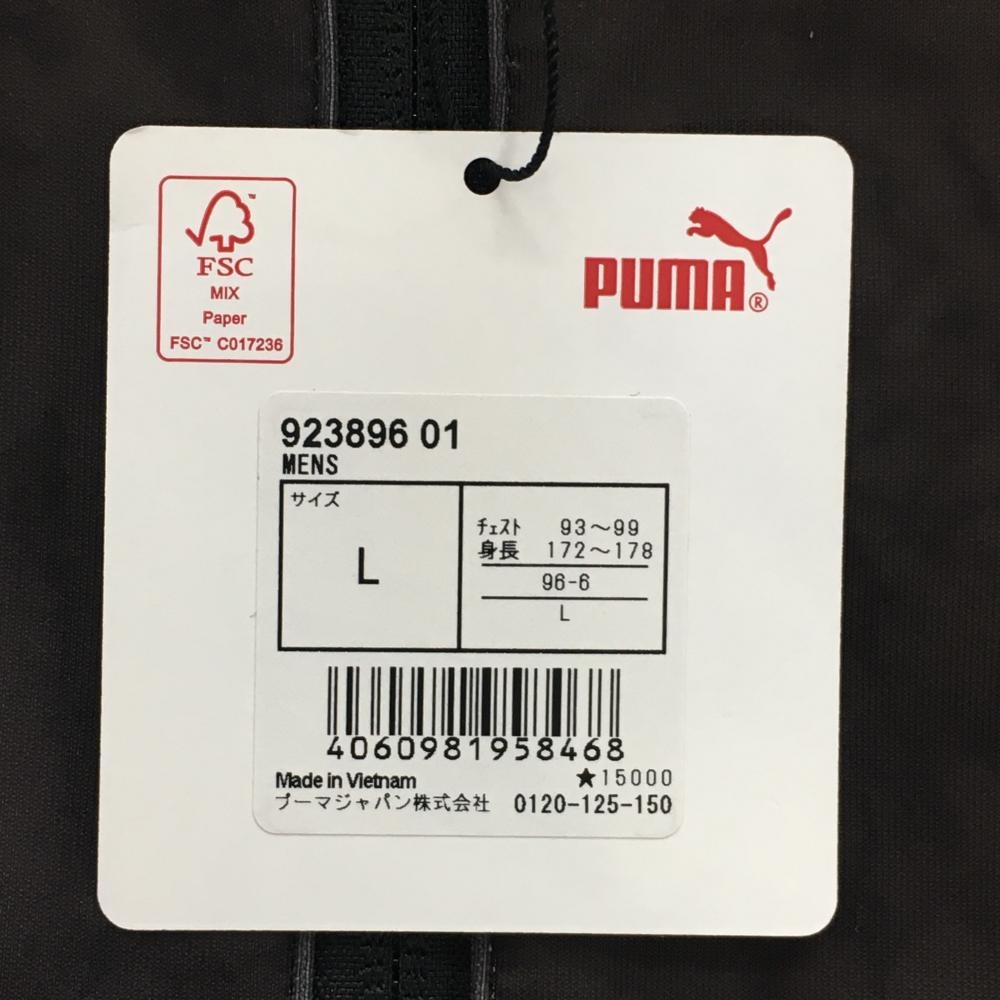 FSC™
MIX
Paper
FSC™ C017236
PUMA®
923896 01
MENS
サイズ
L
ﾁｪｽﾄ 93～99
身長 172～178
96-6
L
4060981958468
Made in Vietnam
★15000
プーマジャパン株式会社 0120-125-150